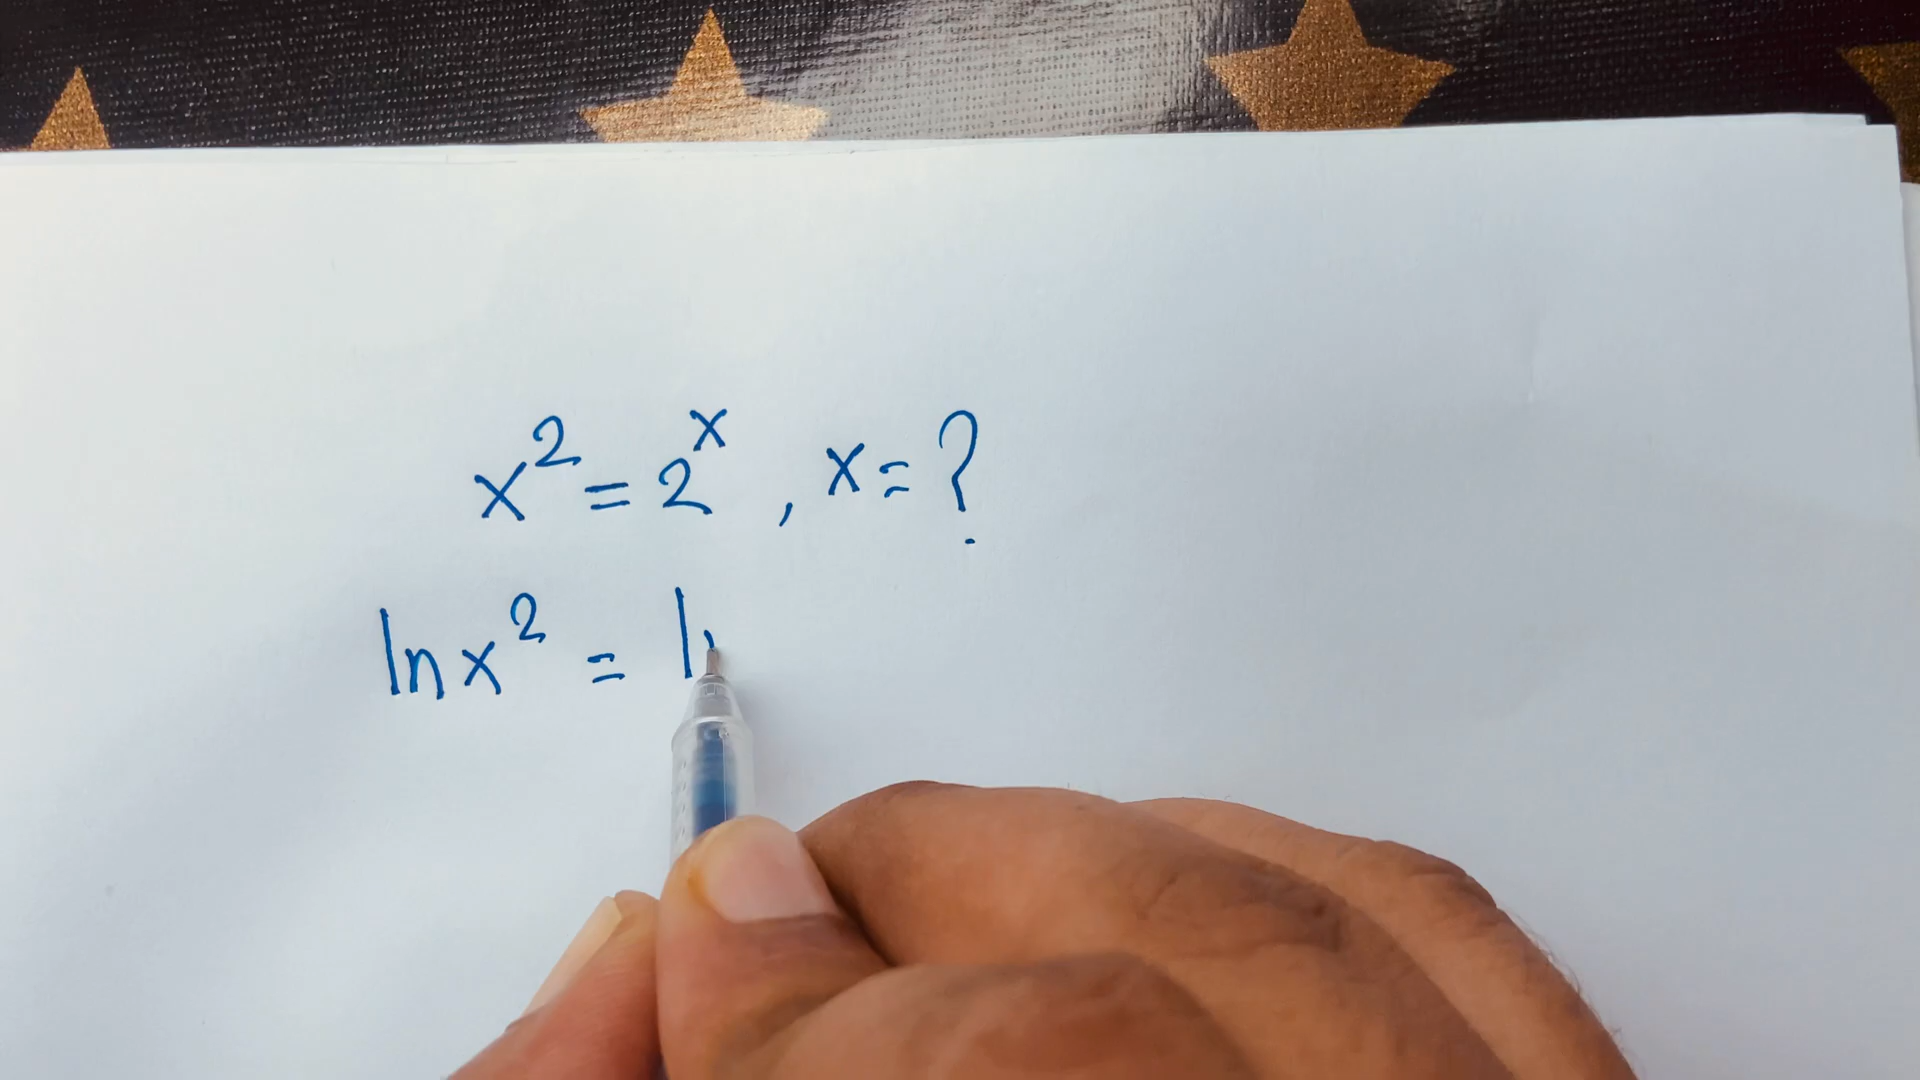 x² = 2ˣ , x = ?
ln x² = l